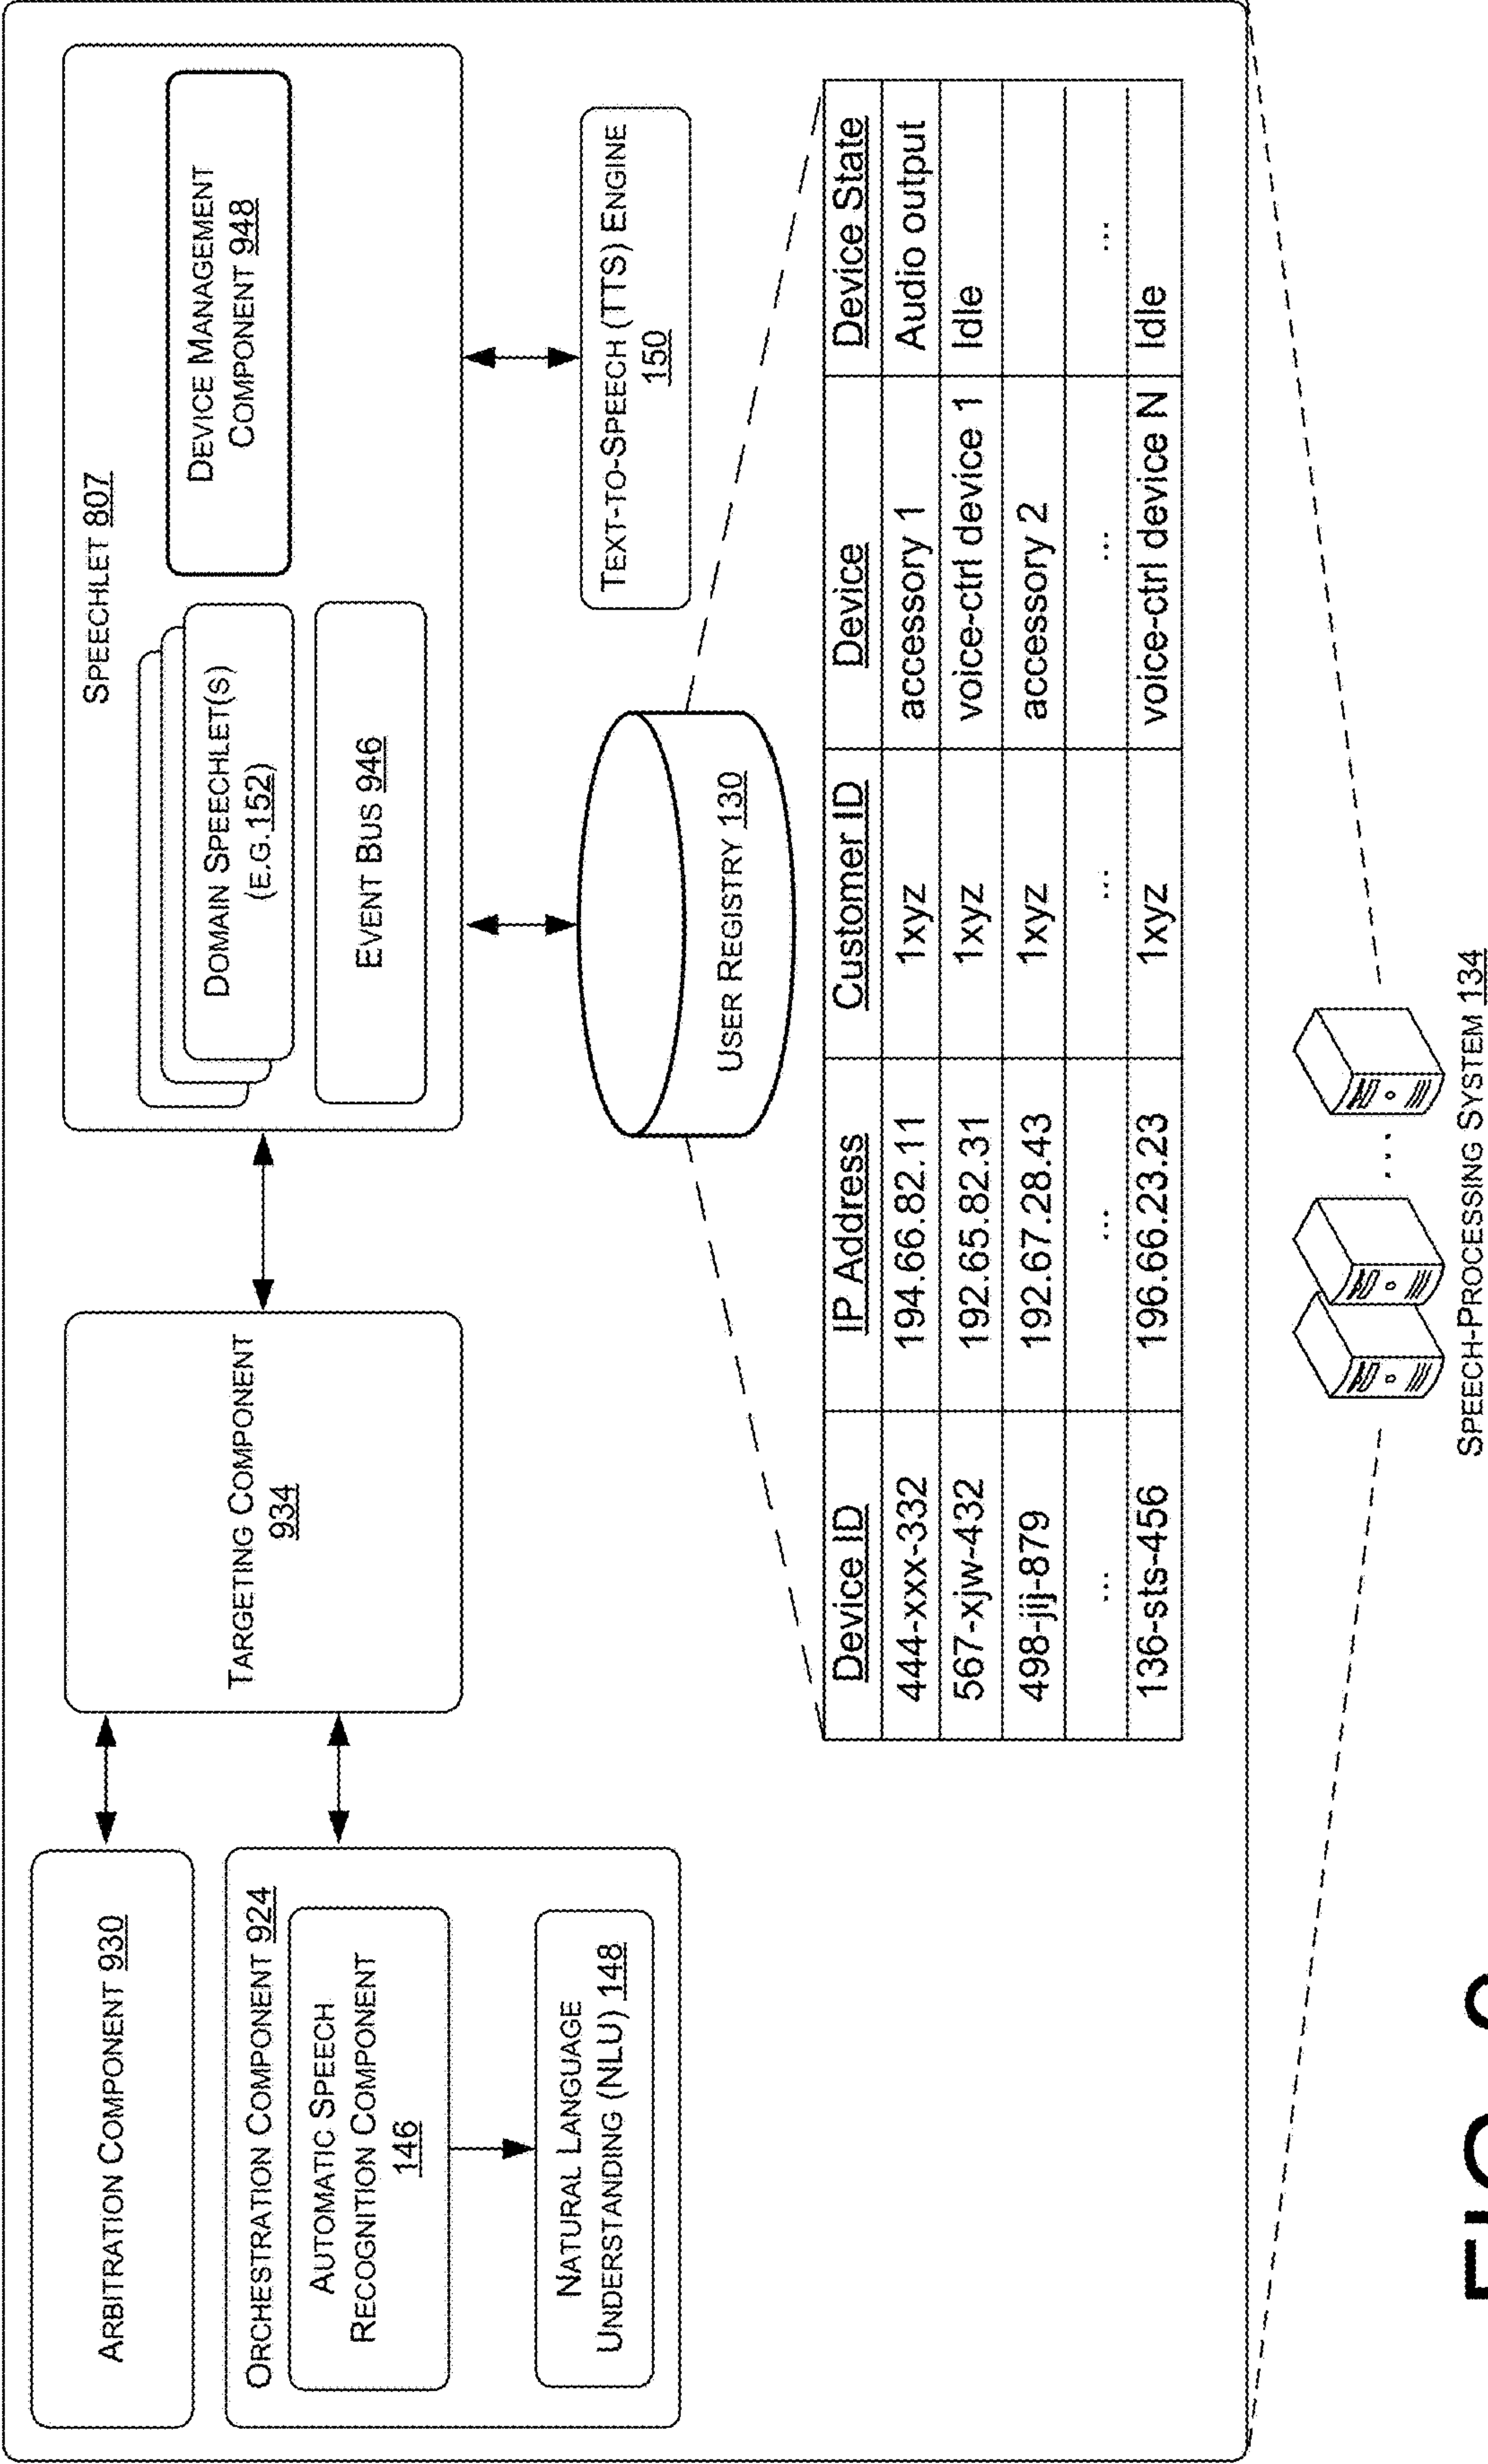 ARBITRATION COMPONENT 930
ORCHESTRATION COMPONENT 924
AUTOMATIC SPEECH
RECOGNITION COMPONENT
146
NATURAL LANGUAGE
UNDERSTANDING (NLU) 148
TARGETING COMPONENT
934
SPEECHLET 807
DOMAIN SPEECHLET(S)
(E.G. 152)
EVENT BUS 946
DEVICE MANAGEMENT
COMPONENT 948
TEXT-TO-SPEECH (TTS) ENGINE
150
USER REGISTRY 130
Device ID IP Address Customer ID Device Device State
444-xxx-332 194.66.82.11 1xyz accessory 1 Audio output
567-xjw-432 192.65.82.31 1xyz voice-ctrl device 1 Idle
498-jij-879 192.67.28.43 1xyz accessory 2
... ... ... ... ...
136-sts-456 196.66.23.23 1xyz voice-ctrl device N Idle
....
SPEECH-PROCESSING SYSTEM 134